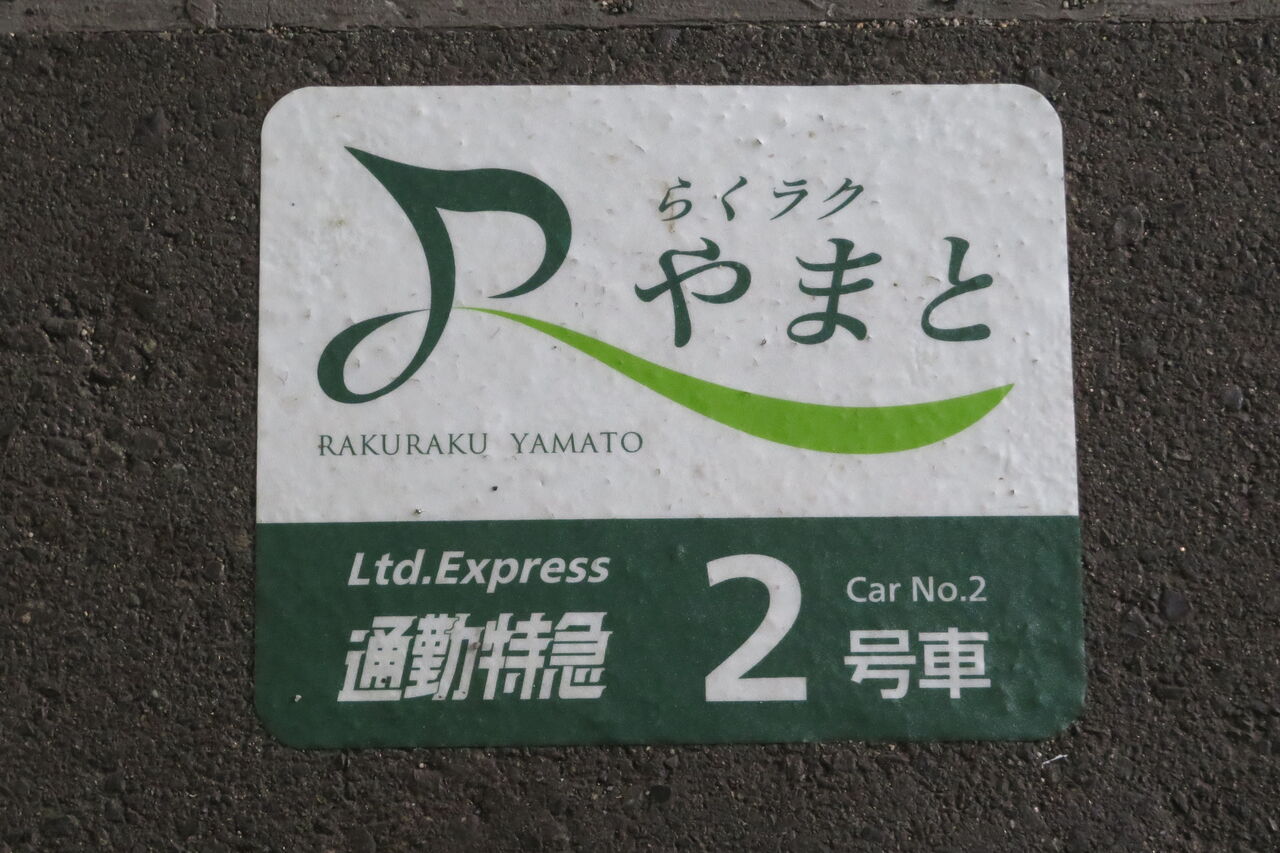 らくラク
やまと
RAKURAKU YAMATO
Ltd.Express
通勤特急
2
Car No.2
号車